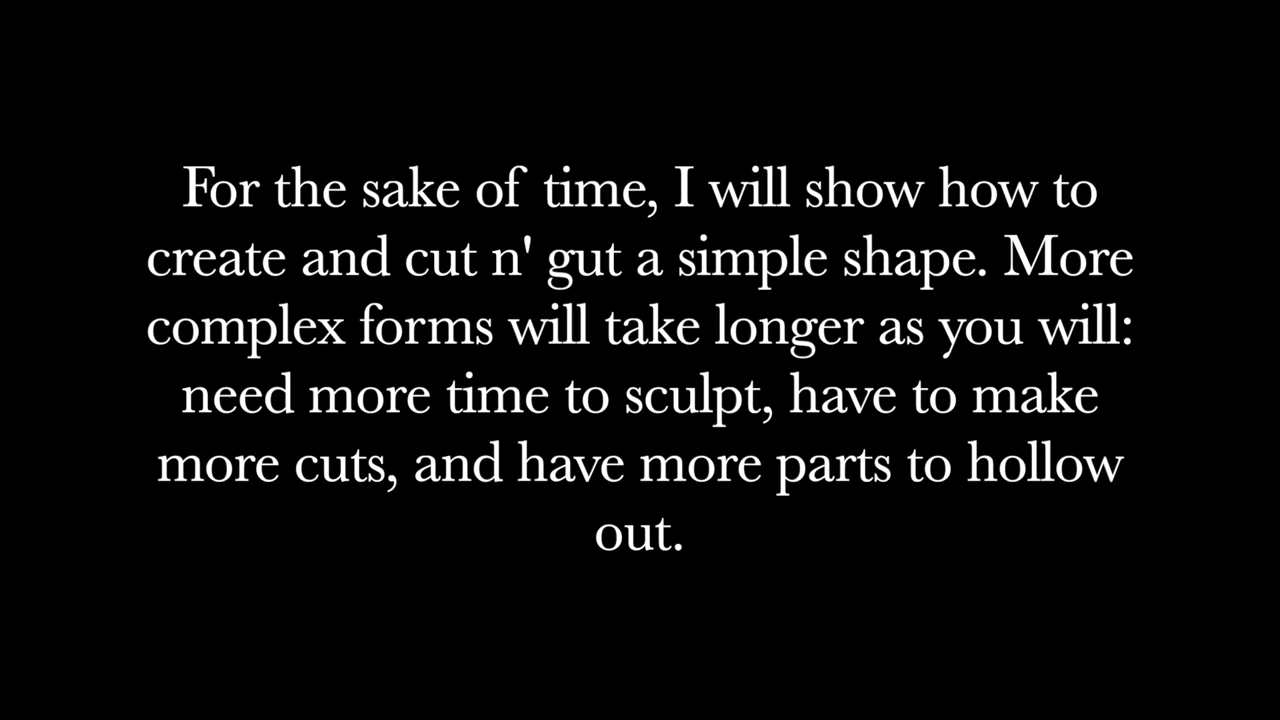 For the sake of time, I will show how to
create and cut n' gut a simple shape. More
complex forms will take longer as you will:
need more time to sculpt, have to make
more cuts, and have more parts to hollow
out.